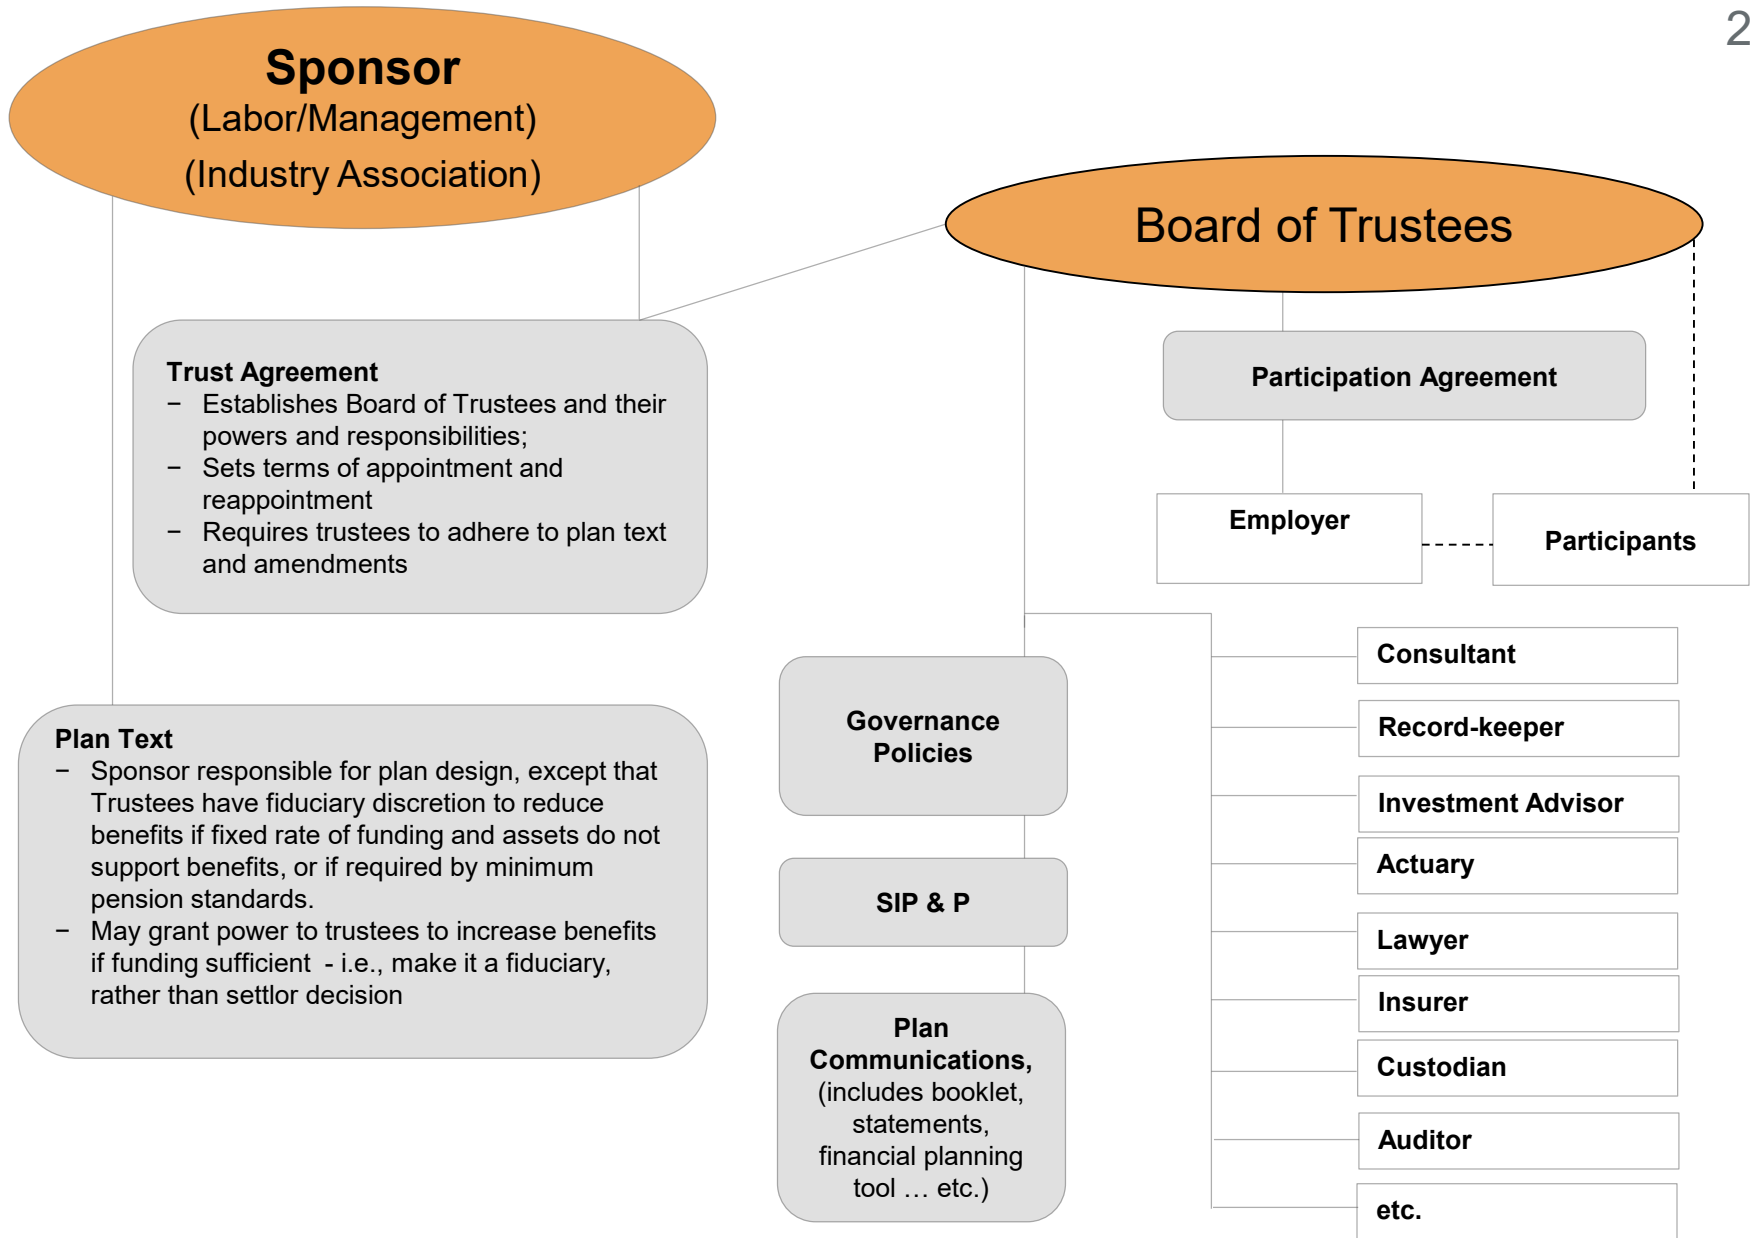 2
Sponsor
(Labor/Management)
(Industry Association)
Board of Trustees
Trust Agreement
− Establishes Board of Trustees and their
powers and responsibilities;
− Sets terms of appointment and
reappointment
− Requires trustees to adhere to plan text
and amendments
Participation Agreement
Employer
Participants
Plan Text
− Sponsor responsible for plan design, except that
Trustees have fiduciary discretion to reduce
benefits if fixed rate of funding and assets do not
support benefits, or if required by minimum
pension standards.
− May grant power to trustees to increase benefits
if funding sufficient - i.e., make it a fiduciary,
rather than settlor decision
Governance
Policies
SIP & P
Plan
Communications,
(includes booklet,
statements,
financial planning
tool … etc.)
Consultant
Record-keeper
Investment Advisor
Actuary
Lawyer
Insurer
Custodian
Auditor
etc.